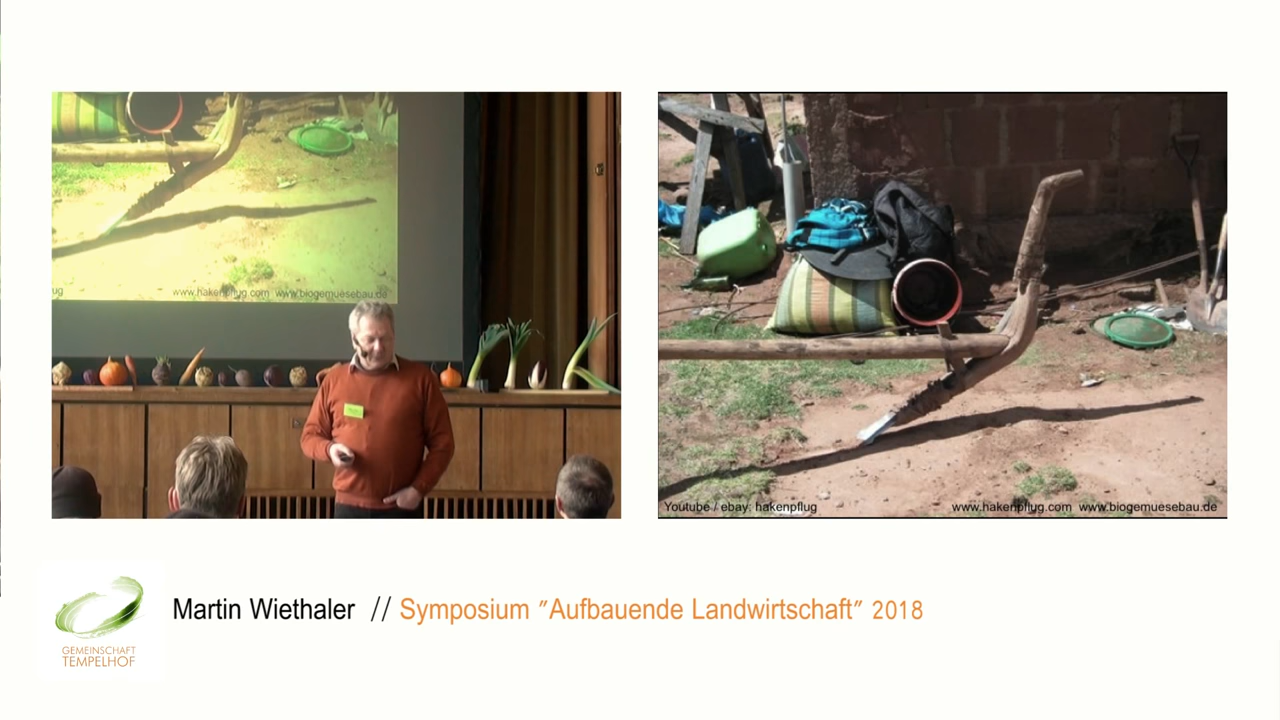 ug
www.hakenpflug.com www.biogemuesebau.de
Youtube / ebay: hakenpflug
www.hakenpflug.com www.biogemuesebau.de
Martin Wiethaler // Symposium "Aufbauende Landwirtschaft" 2018
GEMEINSCHAFT
TEMPELHOF